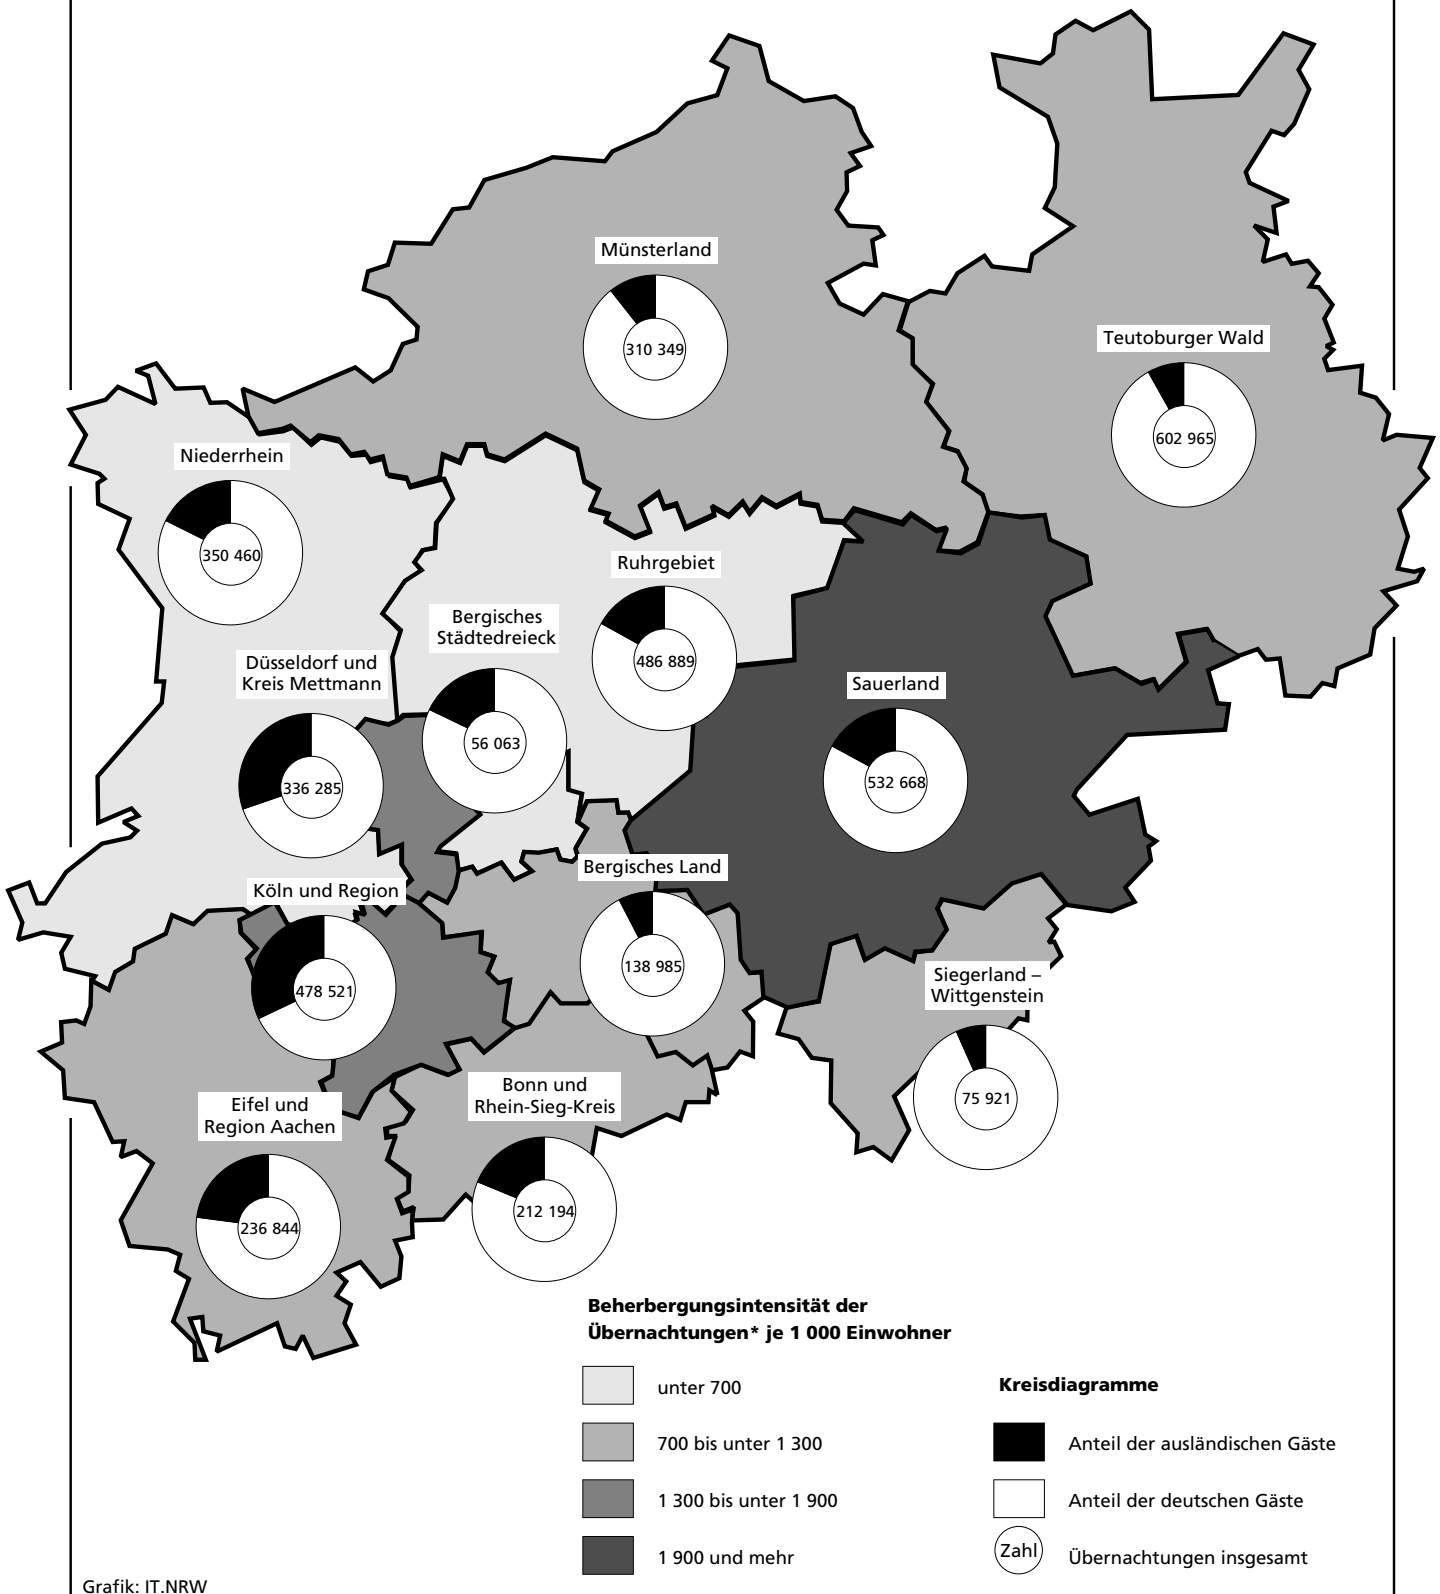 Münsterland
310 349
Teutoburger Wald
602 965
Niederrhein
350 460
Ruhrgebiet
486 889
Bergisches
Städtedreieck
56 063
Düsseldorf und
Kreis Mettmann
336 285
Sauerland
532 668
Bergisches Land
138 985
Köln und Region
478 521
Siegerland –
Wittgenstein
75 921
Bonn und
Rhein-Sieg-Kreis
212 194
Eifel und
Region Aachen
236 844
Beherbergungsintensität der
Übernachtungen* je 1 000 Einwohner
unter 700
700 bis unter 1 300
1 300 bis unter 1 900
1 900 und mehr
Kreisdiagramme
Anteil der ausländischen Gäste
Anteil der deutschen Gäste
Zahl Übernachtungen insgesamt
Grafik: IT.NRW